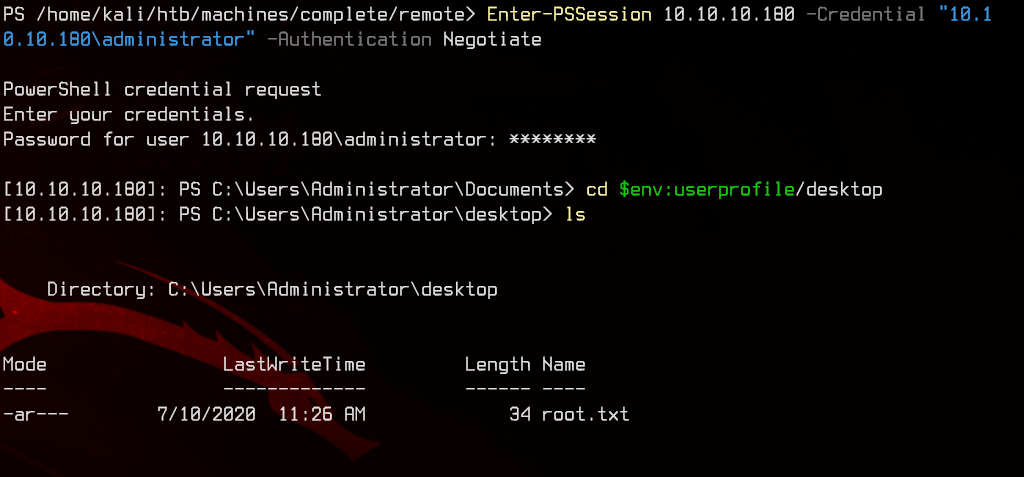 PS /home/kali/htb/machines/complete/remote> Enter-PSSession 10.10.10.180 -Credential "10.1
0.10.180\administrator" -Authentication Negotiate
PowerShell credential request
Enter your credentials.
Password for user 10.10.10.180\administrator: ********
[10.10.10.180]: PS C:\Users\Administrator\Documents> cd $env:userprofile/desktop
[10.10.10.180]: PS C:\Users\Administrator\desktop> ls
Directory: C:\Users\Administrator\desktop
Mode LastWriteTime Length Name
---- ------------- ------ ----
-ar--- 7/10/2020 11:26 AM 34 root.txt